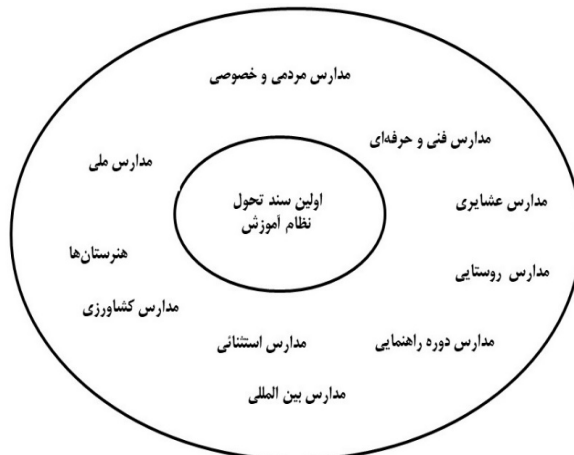 مدارس مردمی و خصوصی
مدارس فنی و حرفه‌ای
مدارس ملی
اولین سند تحول
نظام آموزش
مدارس عشایری
هنرستان‌ها
مدارس روستایی
مدارس کشاورزی
مدارس استثنائی
مدارس دوره راهنمایی
مدارس بین المللی